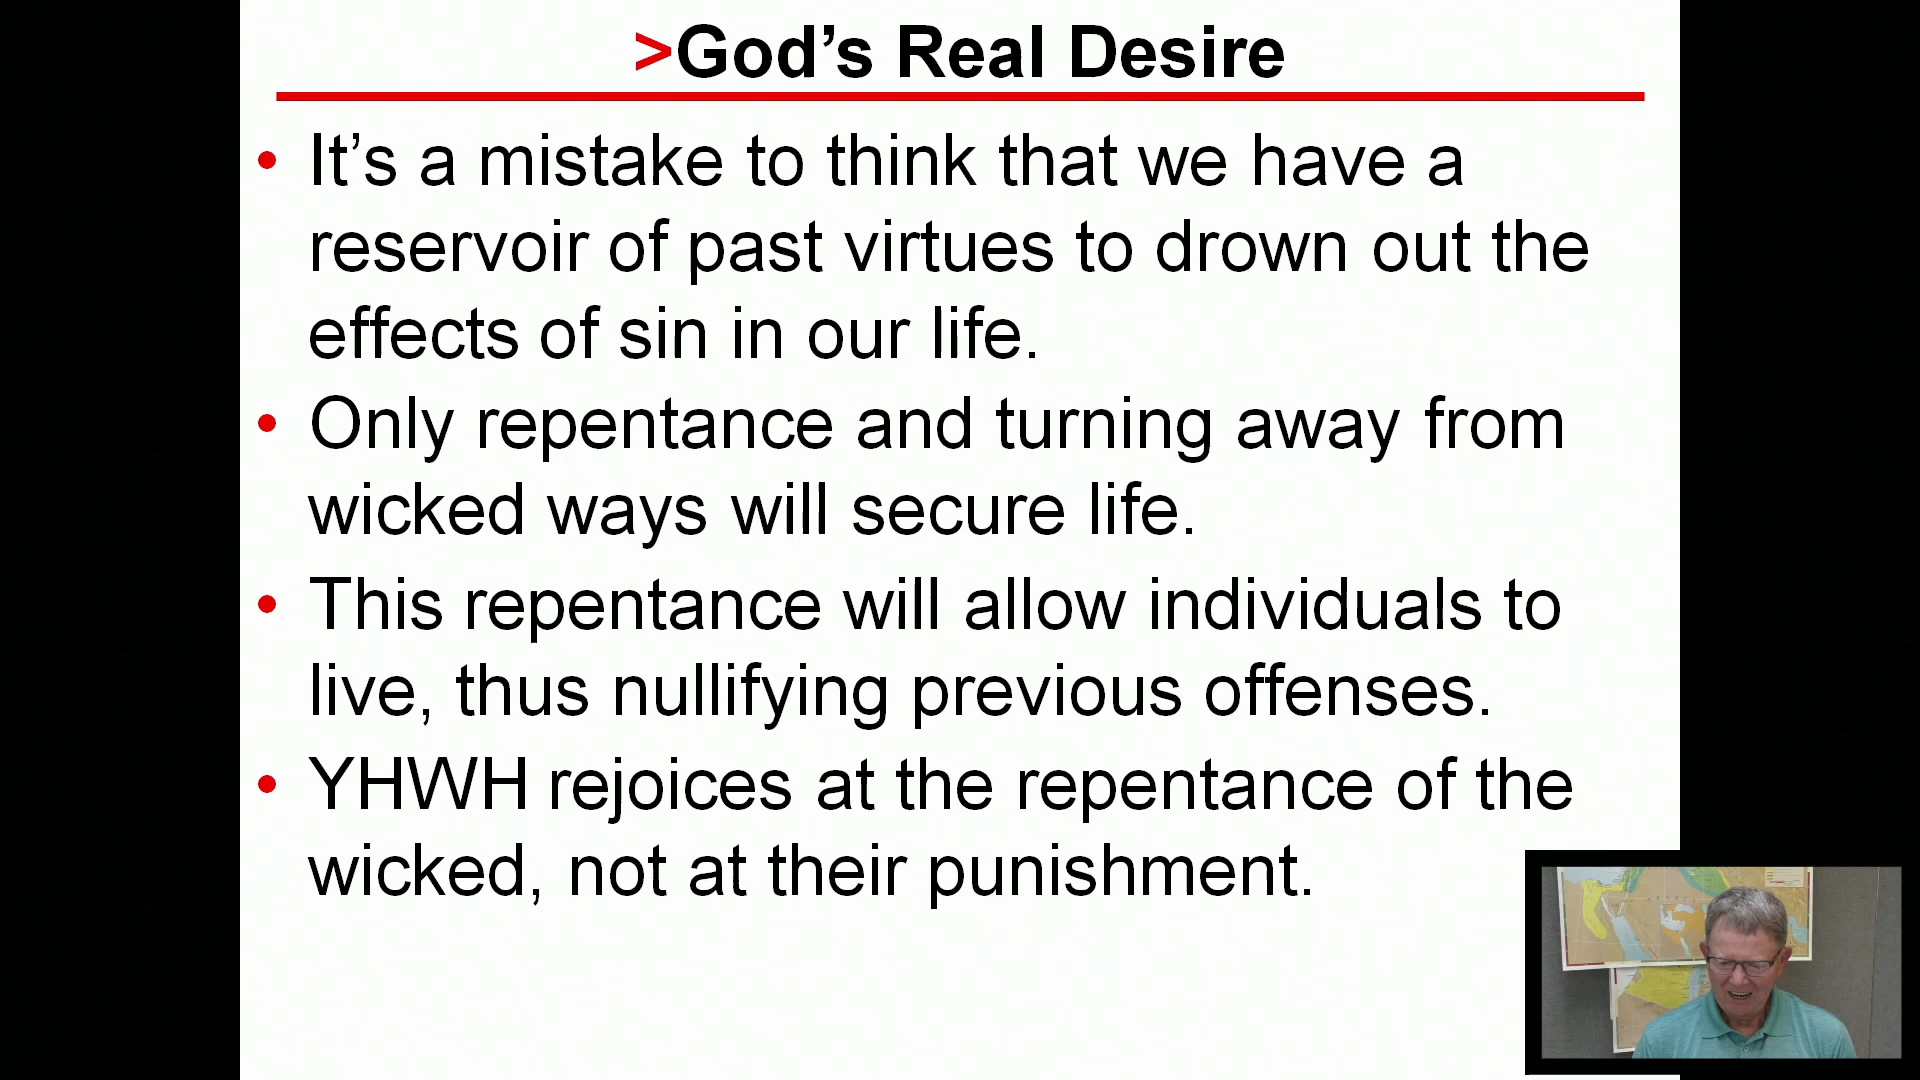 >God’s Real Desire
• It’s a mistake to think that we have a
reservoir of past virtues to drown out the
effects of sin in our life.
• Only repentance and turning away from
wicked ways will secure life.
• This repentance will allow individuals to
live, thus nullifying previous offenses.
• YHWH rejoices at the repentance of the
wicked, not at their punishment.